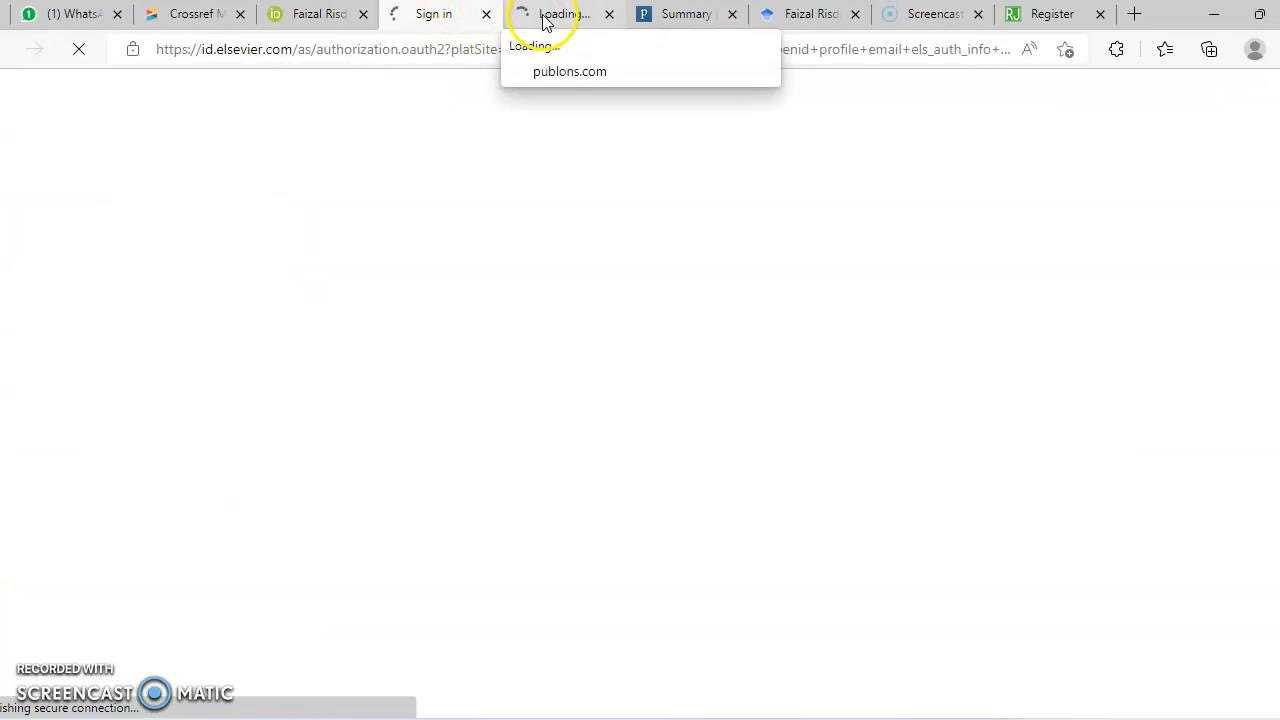 (1) WhatsA
Crossref M
Faizal Risd
Sign in
Loading...
Summary
Faizal Risd
Screencast
Register
https://id.elsevier.com/as/authorization.oauth2?platSite=
enid+profile+email+els_auth_info+...
Loading...
publons.com
RECORDED WITH
SCREENCAST MATIC
ishing secure connection...